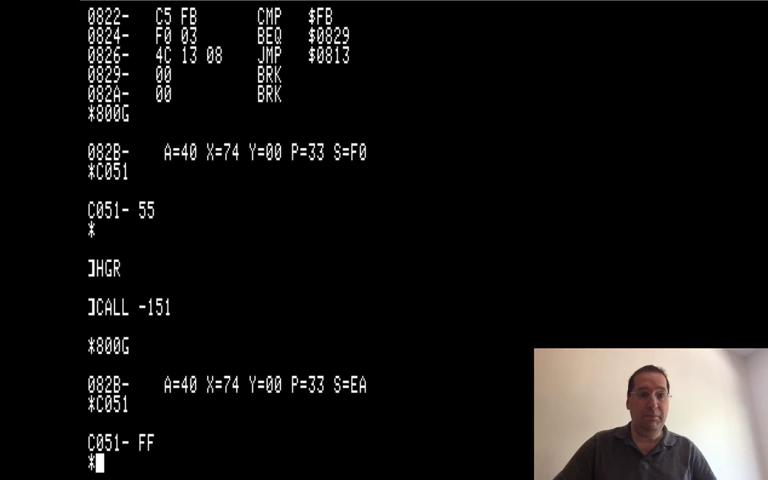 0822- C5 FB CMP $FB
0824- F0 03 BEQ $0829
0826- 4C 13 08 JMP $0813
0829- 00 BRK
082A- 00 BRK
*800G
082B- A=40 X=74 Y=00 P=33 S=F0
*C051
C051- 55
*
]HGR
]CALL -151
*800G
082B- A=40 X=74 Y=00 P=33 S=EA
*C051
C051- FF
*